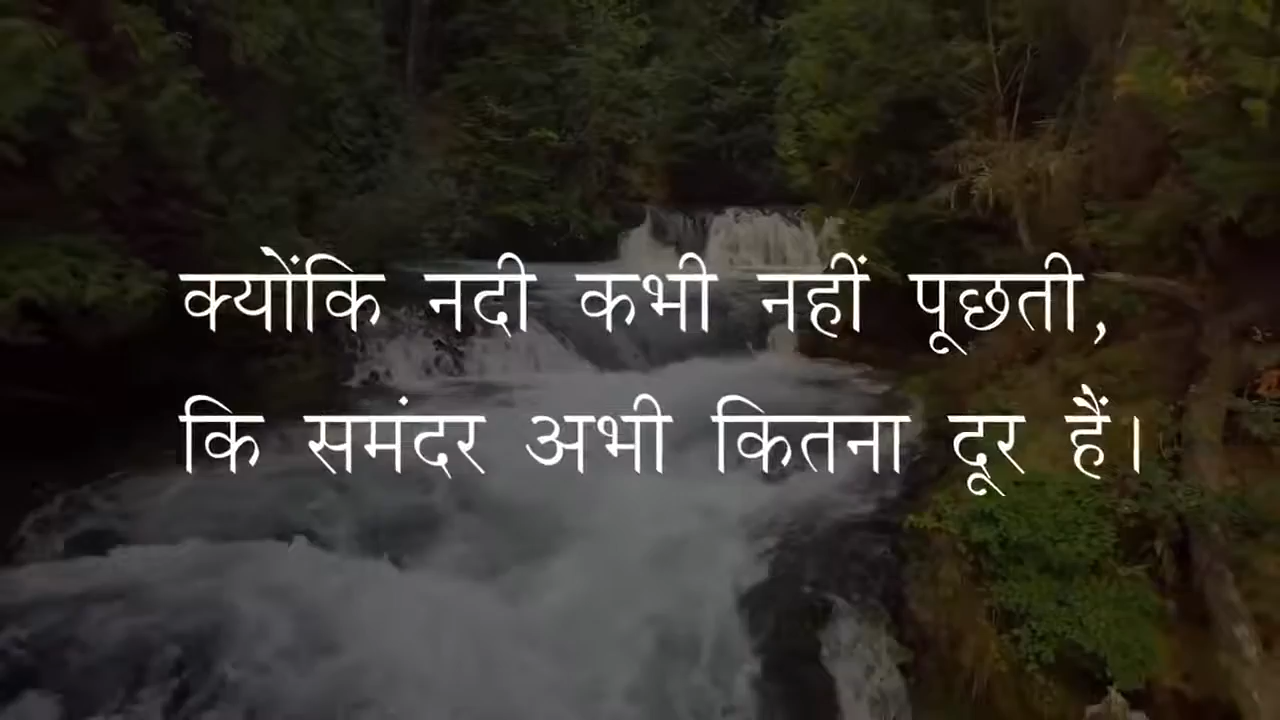 क्योंकि नदी कभी नहीं पूछती,
कि समंदर अभी कितना दूर हैं।